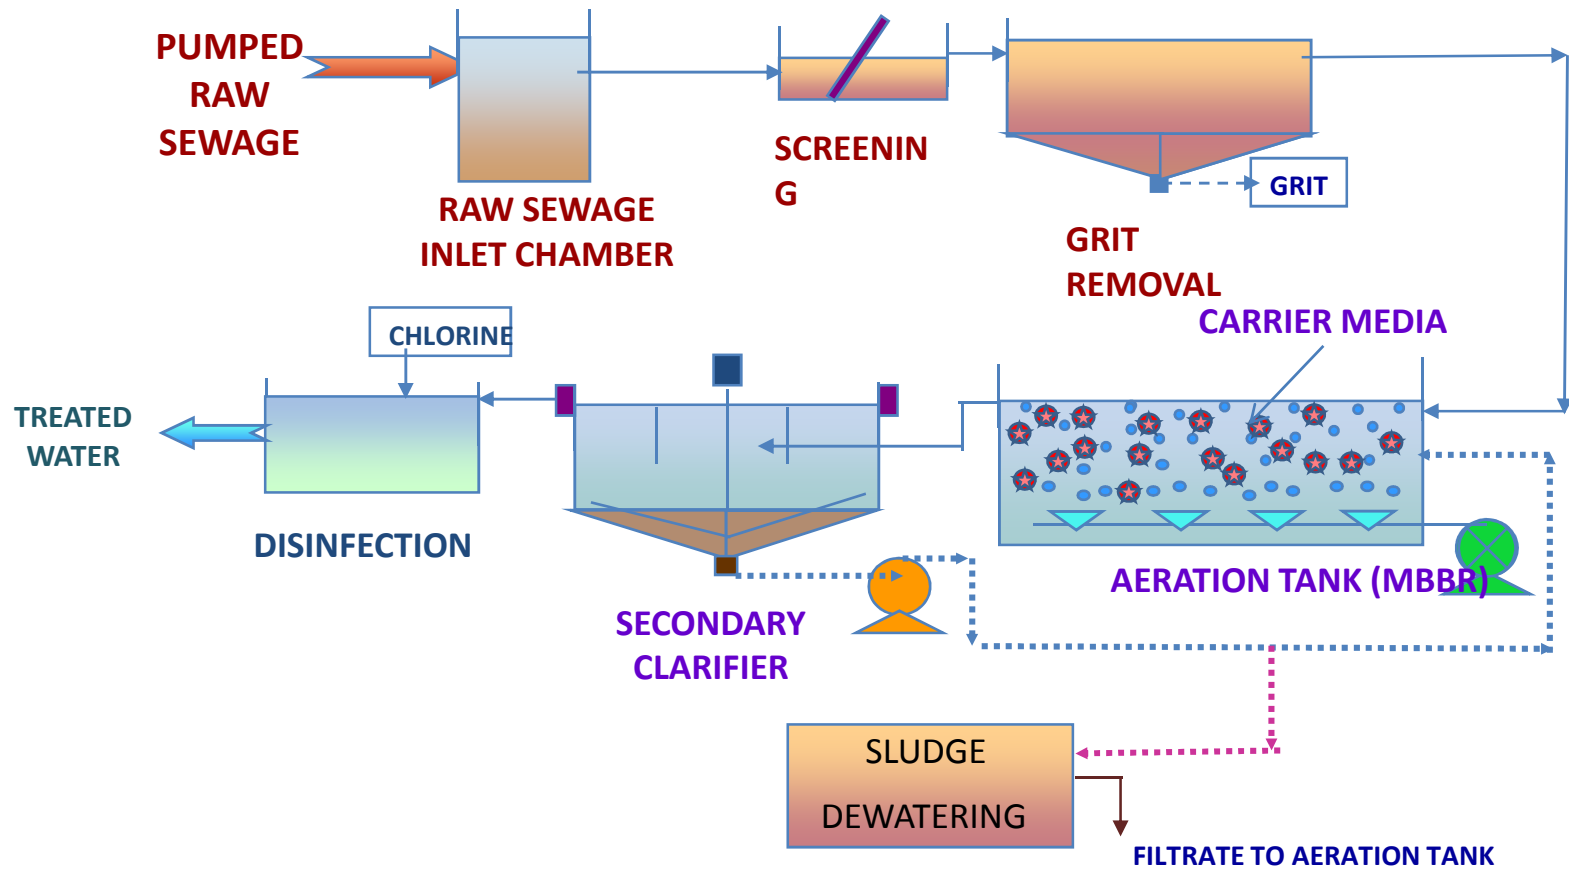 PUMPED
RAW
SEWAGE
RAW SEWAGE
INLET CHAMBER
SCREENIN
G
GRIT
GRIT
REMOVAL
CARRIER MEDIA
CHLORINE
TREATED
WATER
DISINFECTION
SECONDARY
CLARIFIER
AERATION TANK (MBBR)
SLUDGE
DEWATERING
FILTRATE TO AERATION TANK